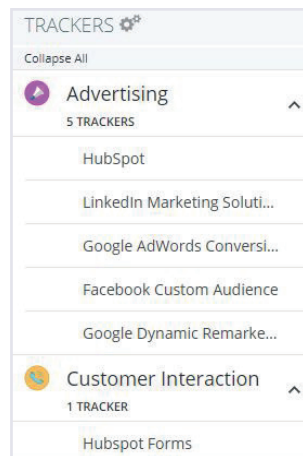 TRACKERS
Collapse All
Advertising
5 TRACKERS
HubSpot
LinkedIn Marketing Soluti...
Google AdWords Conversi...
Facebook Custom Audience
Google Dynamic Remarke...
Customer Interaction
1 TRACKER
Hubspot Forms